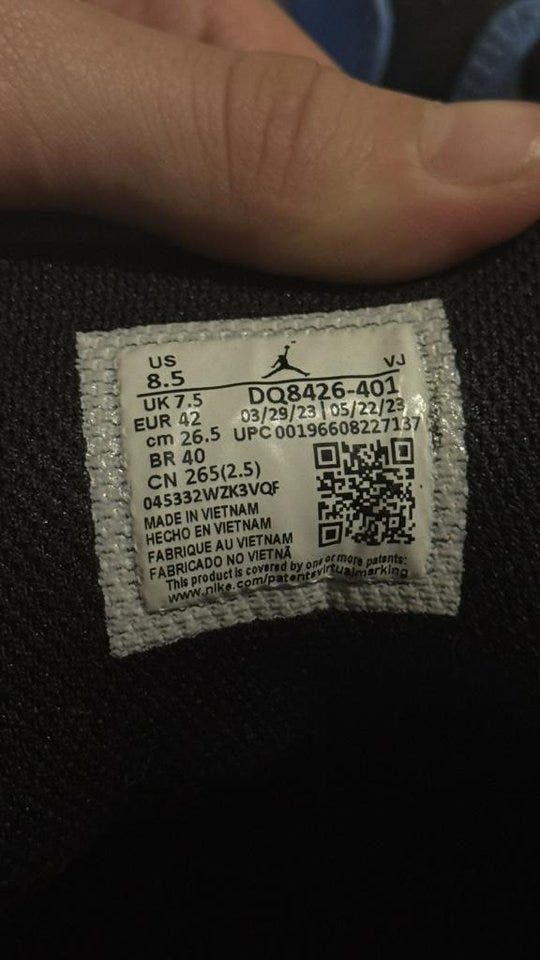 US VJ
8.5
UK 7.5 DQ8426-401
EUR 42 03/29/23 | 05/22/23
cm 26.5 UPC 00196608227137
BR 40
CN 265(2.5)
045332WZK3VQF
MADE IN VIETNAM
HECHO EN VIETNAM
FABRIQUE AU VIETNAM
FABRICADO NO VIETNÃ
This product is covered by one or more patents:
www.nike.com/patentsvirtualmarking